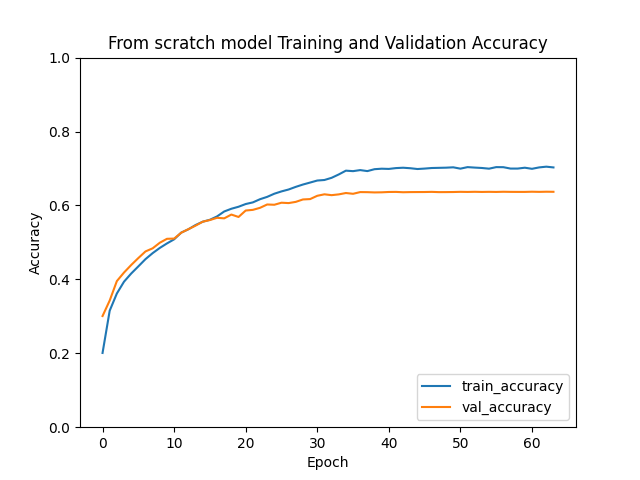 From scratch model Training and Validation Accuracy
1.0
0.8
0.6
0.4
0.2
0.0
Accuracy
0 10 20 30 40 50 60
Epoch
train_accuracy
val_accuracy